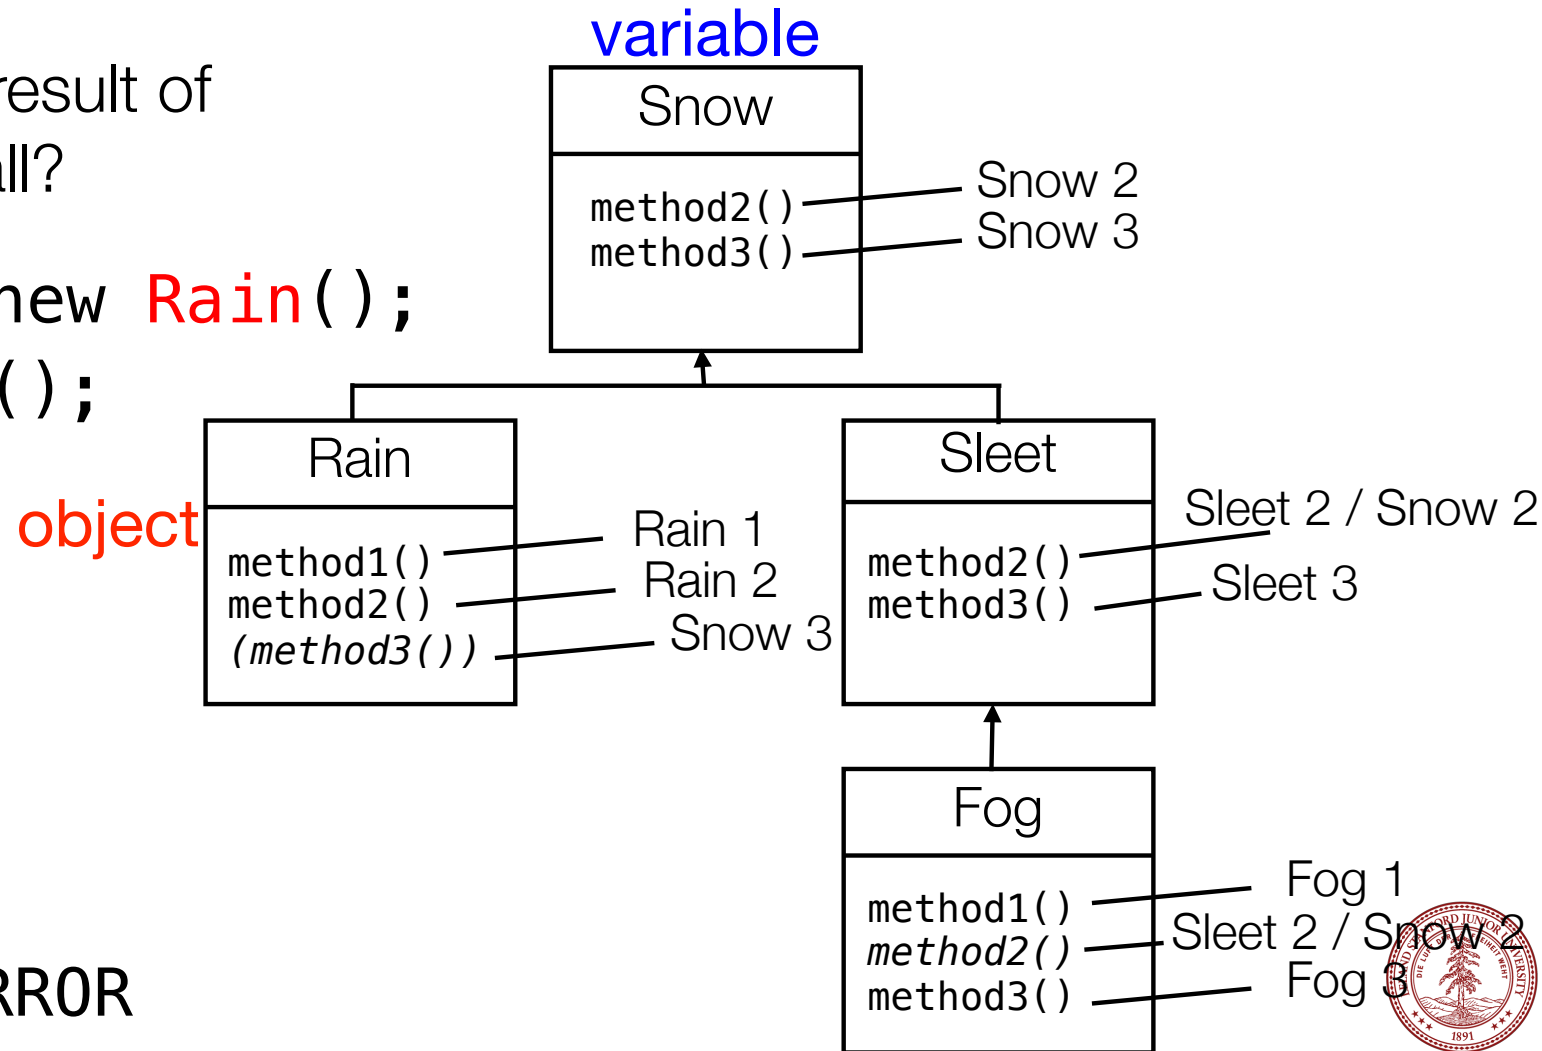 variable
result of
all?
new Rain();
();
object
Snow
method2()
method3()
Snow 2
Snow 3
Rain
method1()
method2()
(method3())
Rain 1
Rain 2
Snow 3
Sleet
method2()
method3()
Sleet 2 / Snow 2
Sleet 3
Fog
method1()
method2()
method3()
Fog 1
Sleet 2 / Snow 2
Fog 3
RROR
1891